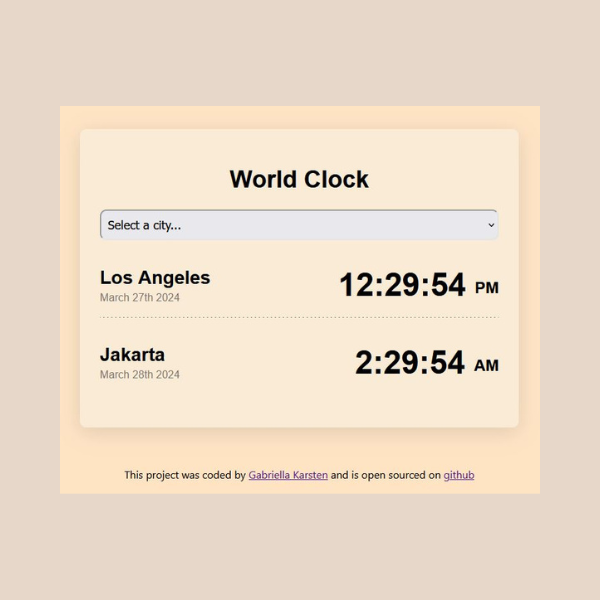 World Clock
Select a city...
Los Angeles
March 27th 2024
12:29:54 PM
Jakarta
March 28th 2024
2:29:54 AM
This project was coded by Gabriella Karsten and is open sourced on github